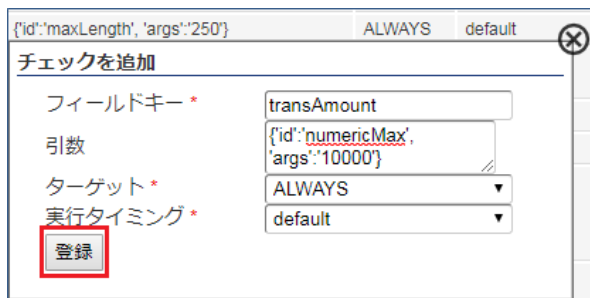 {'id':'maxLength', 'args':'250'} ALWAYS default
チェックを追加
フィールドキー * transAmount
引数 {'id':'numericMax',
'args':'10000'}
ターゲット * ALWAYS
実行タイミング * default
登録